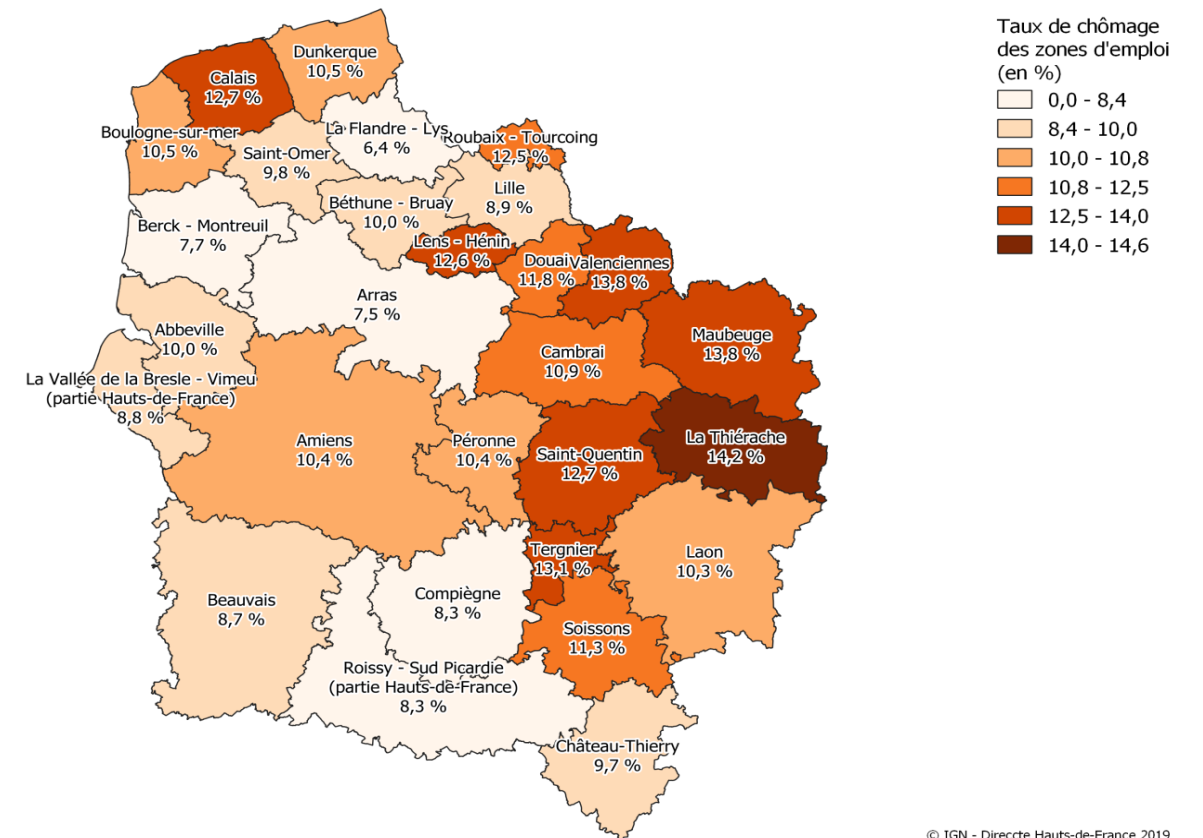 Taux de chômage
des zones d'emploi
(en %)
0,0 - 8,4
8,4 - 10,0
10,0 - 10,8
10,8 - 12,5
12,5 - 14,0
14,0 - 14,6
Dunkerque
10,5 %
Calais
12,7 %
La Flandre - Lys
6,4 %
Boulogne-sur-mer
10,5 %
Roubaix - Tourcoing
12,5 %
Saint-Omer
9,8 %
Lille
8,9 %
Béthune - Bruay
10,0 %
Berck - Montreuil
7,7 %
Lens - Hénin
12,6 %
Douai
11,8 %
Valenciennes
13,8 %
Arras
7,5 %
Abbeville
10,0 %
Maubeuge
13,8 %
Cambrai
10,9 %
La Vallée de la Bresle - Vimeu
(partie Hauts-de-France)
8,8 %
Amiens
10,4 %
Péronne
10,4 %
Saint-Quentin
12,7 %
La Thiérache
14,2 %
Tergnier
13,1 %
Laon
10,3 %
Beauvais
8,7 %
Compiègne
8,3 %
Soissons
11,3 %
Roissy - Sud Picardie
(partie Hauts-de-France)
8,3 %
Château-Thierry
9,7 %
© IGN - Direccte Hauts-de-France 2019